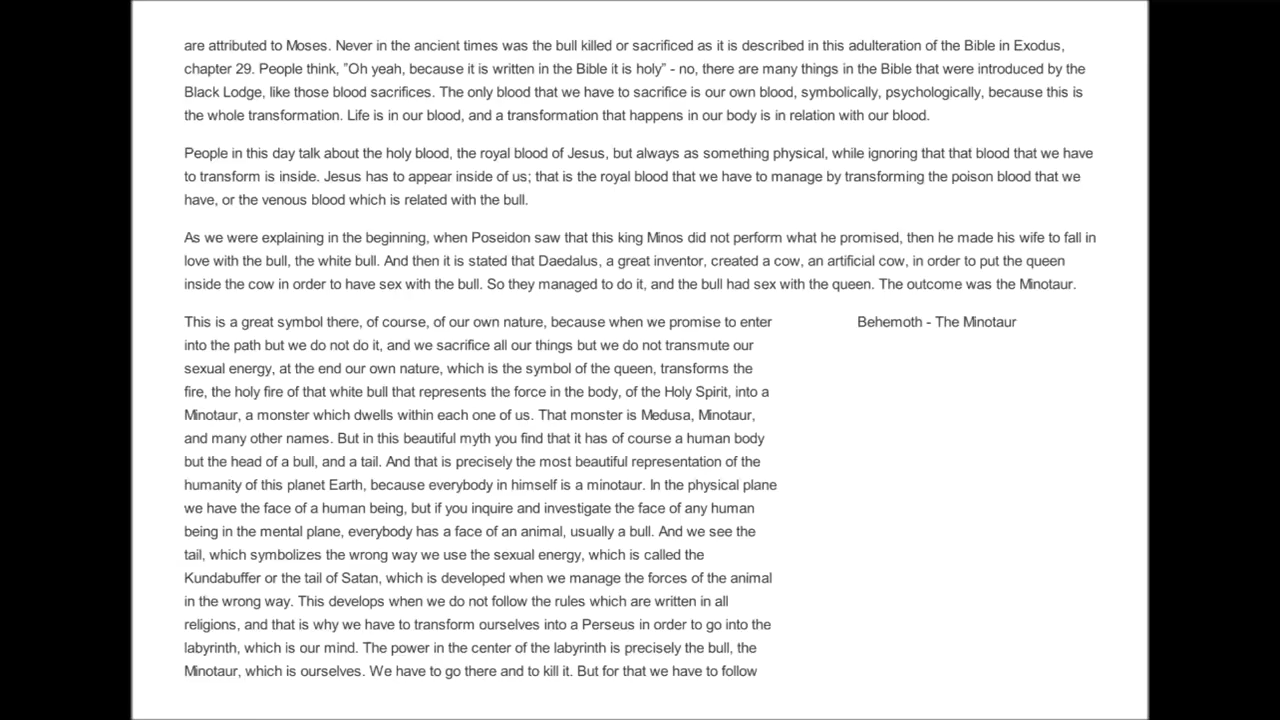 are attributed to Moses. Never in the ancient times was the bull killed or sacrificed as it is described in this adulteration of the Bible in Exodus,
chapter 29. People think, ”Oh yeah, because it is written in the Bible it is holy” - no, there are many things in the Bible that were introduced by the
Black Lodge, like those blood sacrifices. The only blood that we have to sacrifice is our own blood, symbolically, psychologically, because this is
the whole transformation. Life is in our blood, and a transformation that happens in our body is in relation with our blood.
People in this day talk about the holy blood, the royal blood of Jesus, but always as something physical, while ignoring that that blood that we have
to transform is inside. Jesus has to appear inside of us; that is the royal blood that we have to manage by transforming the poison blood that we
have, or the venous blood which is related with the bull.
As we were explaining in the beginning, when Poseidon saw that this king Minos did not perform what he promised, then he made his wife to fall in
love with the bull, the white bull. And then it is stated that Daedalus, a great inventor, created a cow, an artificial cow, in order to put the queen
inside the cow in order to have sex with the bull. So they managed to do it, and the bull had sex with the queen. The outcome was the Minotaur.
This is a great symbol there, of course, of our own nature, because when we promise to enter
into the path but we do not do it, and we sacrifice all our things but we do not transmute our
sexual energy, at the end our own nature, which is the symbol of the queen, transforms the
fire, the holy fire of that white bull that represents the force in the body, of the Holy Spirit, into a
Minotaur, a monster which dwells within each one of us. That monster is Medusa, Minotaur,
and many other names. But in this beautiful myth you find that it has of course a human body
but the head of a bull, and a tail. And that is precisely the most beautiful representation of the
humanity of this planet Earth, because everybody in himself is a minotaur. In the physical plane
we have the face of a human being, but if you inquire and investigate the face of any human
being in the mental plane, everybody has a face of an animal, usually a bull. And we see the
tail, which symbolizes the wrong way we use the sexual energy, which is called the
Kundabuffer or the tail of Satan, which is developed when we manage the forces of the animal
in the wrong way. This develops when we do not follow the rules which are written in all
religions, and that is why we have to transform ourselves into a Perseus in order to go into the
labyrinth, which is our mind. The power in the center of the labyrinth is precisely the bull, the
Minotaur, which is ourselves. We have to go there and to kill it. But for that we have to follow
Behemoth - The Minotaur